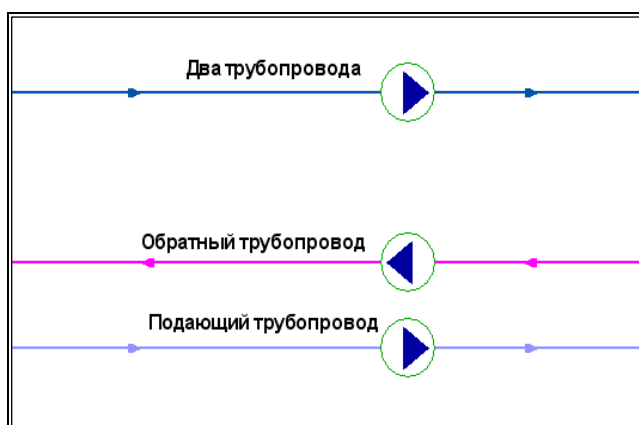 Два трубопровода
Обратный трубопровод
Подающий трубопровод